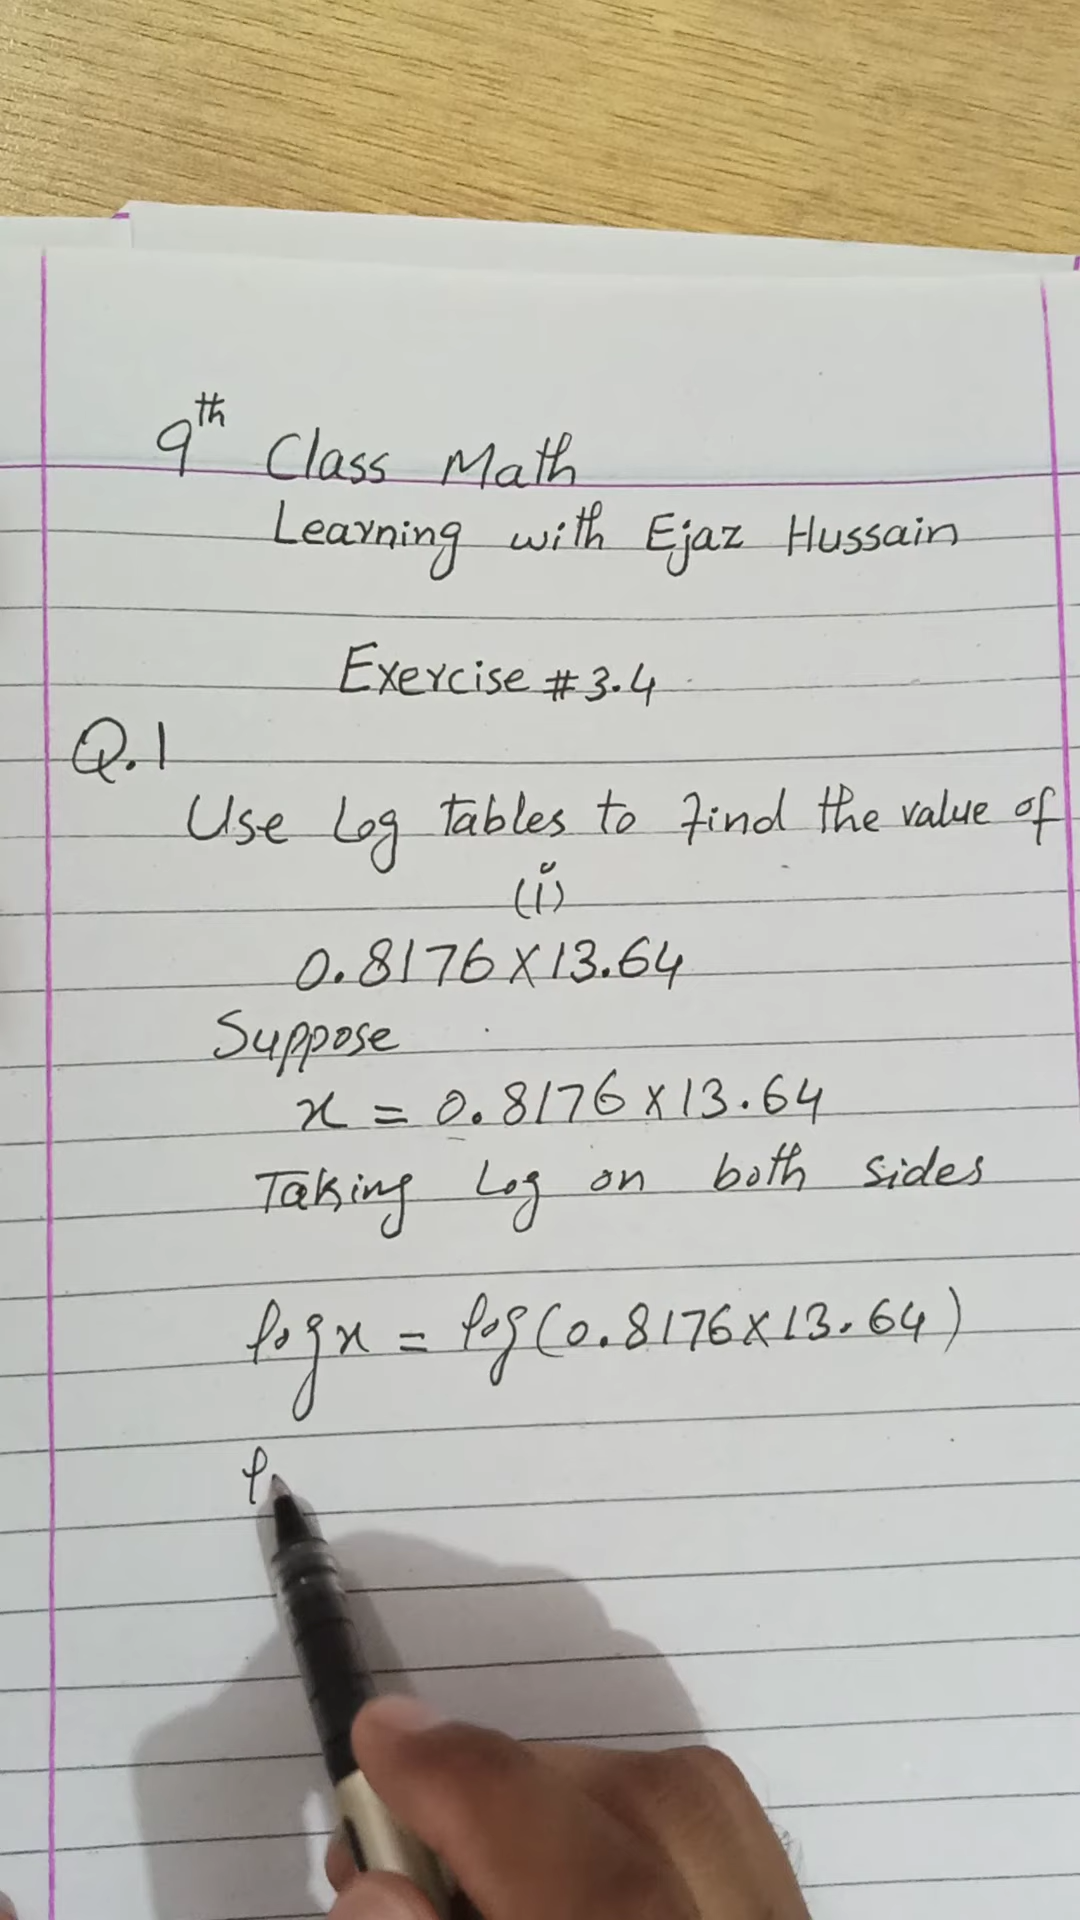 9th Class Math
Learning with Ejaz Hussain
Exercise # 3.4
Q.1
Use Log Tables to find the value of
(i)
0.8176 × 13.64
Suppose
x = 0.8176 × 13.64
Taking Log on both sides
log x = log (0.8176 × 13.64)
l